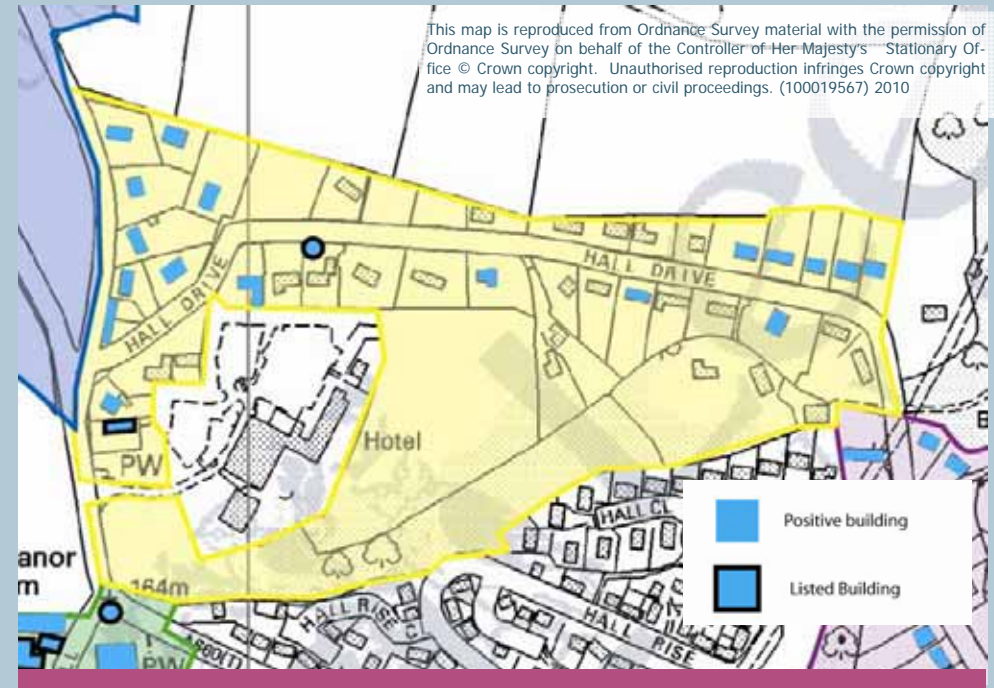 This map is reproduced from Ordnance Survey material with the permission of
Ordnance Survey on behalf of the Controller of Her Majesty's Stationary Of-
fice © Crown copyright. Unauthorised reproduction infringes Crown copyright
and may lead to prosecution or civil proceedings. (100019567) 2010
HALL DRIVE
HALL DRIVE
Hotel
PW
HALL CL
Positive building
anor
m
164m
Listed Building
HALL RISE
HALL RISE
A660(T)
PW